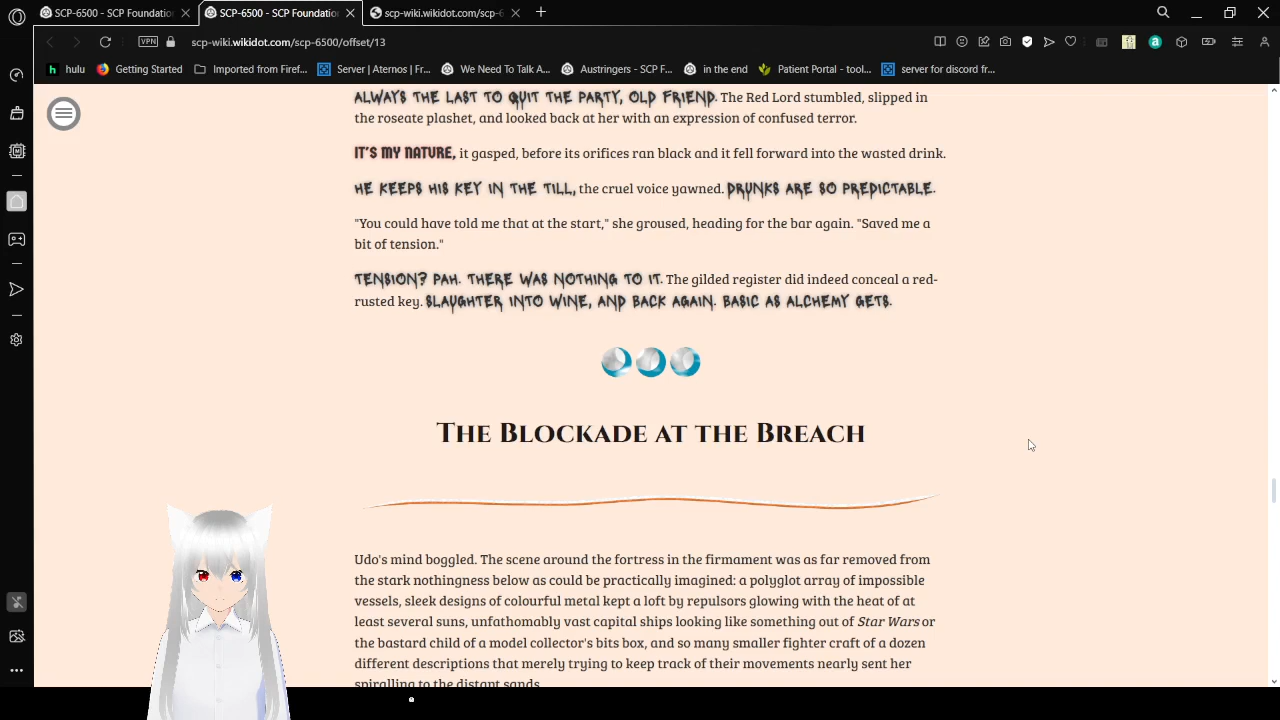 SCP-6500 - SCP Foundation
SCP-6500 - SCP Foundation
scp-wiki.wikidot.com/scp-6
VPN
scp-wiki.wikidot.com/scp-6500/offset/13
hulu
Getting Started
Imported from Firef...
Server | Aternos | Fr...
We Need To Talk A...
Austringers - SCP F...
in the end
Patient Portal - tool...
server for discord fr...
ALWAYS THE LAST TO QUIT THE PARTY, OLD FRIEND. The Red Lord stumbled, slipped in
the roseate plashet, and looked back at her with an expression of confused terror.
IT'S MY NATURE, it gasped, before its orifices ran black and it fell forward into the wasted drink.
HE KEEPS HIS KEY IN THE TILL, the cruel voice yawned. DRUNKS ARE SO PREDICTABLE.
"You could have told me that at the start," she groused, heading for the bar again. "Saved me a
bit of tension."
TENSION? PAH. THERE WAS NOTHING TO IT. The gilded register did indeed conceal a red-
rusted key. SLAUGHTER INTO WINE, AND BACK AGAIN. BASIC AS ALCHEMY GETS.
THE BLOCKADE AT THE BREACH
Udo's mind boggled. The scene around the fortress in the firmament was as far removed from
the stark nothingness below as could be practically imagined: a polyglot array of impossible
vessels, sleek designs of colourful metal kept a loft by repulsors glowing with the heat of at
least several suns, unfathomably vast capital ships looking like something out of Star Wars or
the bastard child of a model collector's bits box, and so many smaller fighter craft of a dozen
different descriptions that merely trying to keep track of their movements nearly sent her
spiralling to the distant sands.